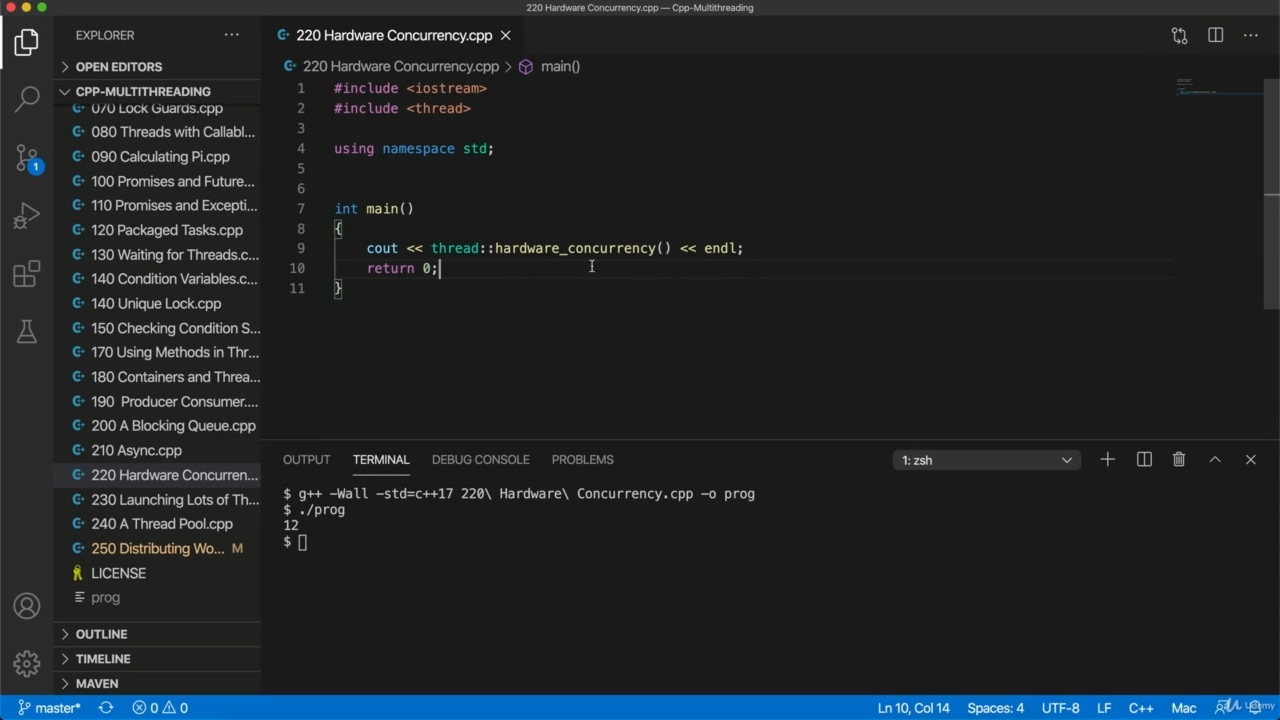 220 Hardware Concurrency.cpp — Cpp-Multithreading
EXPLORER
220 Hardware Concurrency.cpp
OPEN EDITORS
220 Hardware Concurrency.cpp > main()
CPP-MULTITHREADING
070 Lock Guards.cpp
080 Threads with Callabl...
090 Calculating Pi.cpp
100 Promises and Future...
110 Promises and Excepti...
120 Packaged Tasks.cpp
130 Waiting for Threads.c...
140 Condition Variables.c...
140 Unique Lock.cpp
150 Checking Condition S...
170 Using Methods in Thr...
180 Containers and Threa...
190 Producer Consumer....
200 A Blocking Queue.cpp
210 Async.cpp
220 Hardware Concurren...
230 Launching Lots of Th...
240 A Thread Pool.cpp
250 Distributing Wo... M
LICENSE
prog
OUTLINE
TIMELINE
MAVEN
1
1 #include <iostream>
2 #include <thread>
3
4 using namespace std;
5
6
7 int main()
8 {
9 cout << thread::hardware_concurrency() << endl;
10 return 0;
11 }
OUTPUT TERMINAL DEBUG CONSOLE PROBLEMS
1: zsh
$ g++ -Wall -std=c++17 220\ Hardware\ Concurrency.cpp -o prog
$ ./prog
12
$
master* 0 0
Ln 10, Col 14 Spaces: 4 UTF-8 LF C++ Mac
Udemy